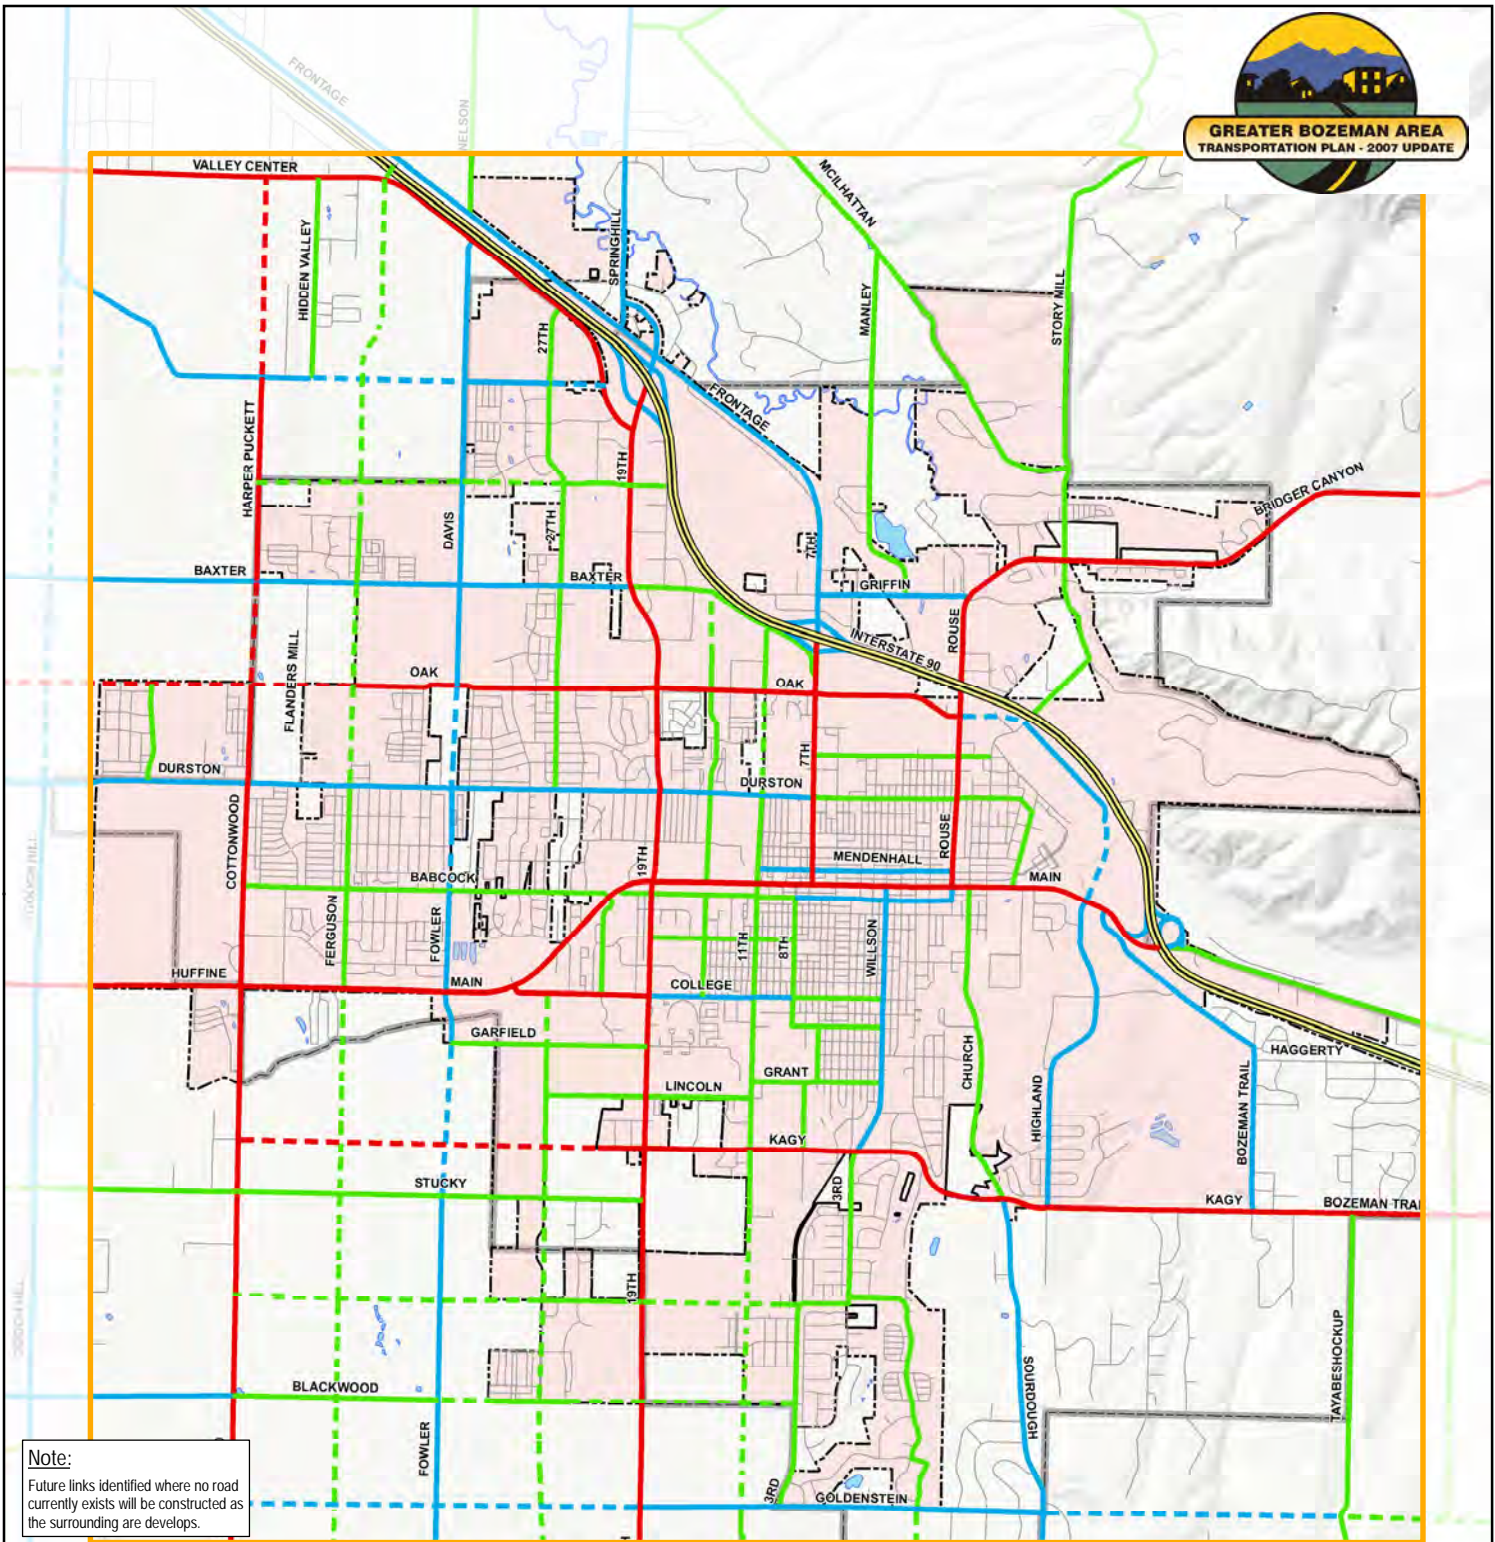 FRONTAGE
NELSON
GREATER BOZEMAN AREA
TRANSPORTATION PLAN - 2007 UPDATE
VALLEY CENTER
MCILHATTAN
HIDDEN VALLEY
SPRINGHILL
MANLEY
STORY MILL
27TH
FRONTAGE
HARPER PUCKETT
19TH
BRIDGER CANYON
DAVIS
27TH
7TH
BAXTER
BAXTER
GRIFFIN
ROUSE
INTERSTATE 90
FLANDERS MILL
OAK
OAK
DURSTON
7TH
DURSTON
COTTONWOOD
ROUSE
MENDENHALL
19TH
BABCOCK
MAIN
FERGUSON
FOWLER
11TH
8TH
WILLSON
HUFFINE
MAIN
COLLEGE
GARFIELD
CHURCH
HAGGERTY
GRANT
LINCOLN
HIGHLAND
BOZEMAN TRAIL
KAGY
STUCKY
3RD
KAGY
BOZEMAN TRAI
19TH
TAYABESHOCKUP
BLACKWOOD
SOURDOUGH
FOWLER
3RD
GOLDENSTEIN
Note:
Future links identified where no road
currently exists will be constructed as
the surrounding are develops.